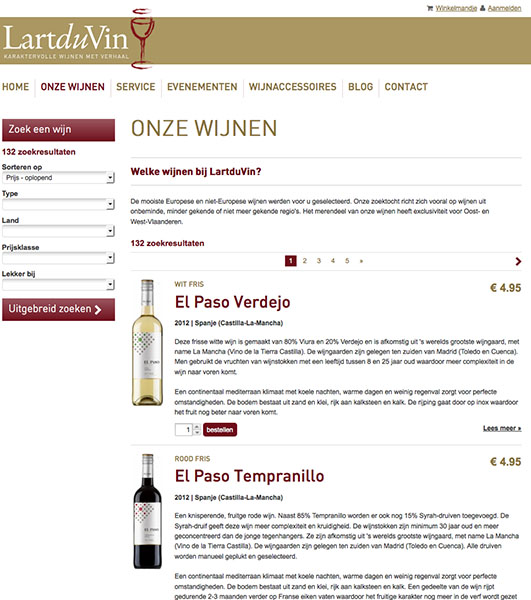 Winkelmandje Aanmelden
LartduVin
KARAKTERVOLLE WIJNEN MET VERHAAL
HOME ONZE WIJNEN SERVICE EVENEMENTEN WIJNACCESSOIRES BLOG CONTACT
Zoek een wijn
132 zoekresultaten
Sorteren op
Prijs - oplopend
Type
Land
Prijsklasse
Lekker bij
Uitgebreid zoeken
ONZE WIJNEN
Welke wijnen bij LartduVin?
De mooiste Europese en niet-Europese wijnen werden voor u geselecteerd. Onze zoektocht richt zich vooral op wijnen uit
onbeminde, minder gekende of niet meer gekende regio's. Het merendeel van onze wijnen heeft exclusiviteit voor Oost- en
West-Vlaanderen.
132 zoekresultaten
1 2 3 4 5 »
WIT FRIS
€ 4.95
El Paso Verdejo
2012 | Spanje (Castilla-La-Mancha)
Deze frisse witte wijn is gemaakt van 80% Viura en 20% Verdejo en is afkomstig uit 's werelds grootste wijngaard, met
name La Mancha (Vino de la Tierra Castilla). De wijngaarden zijn gelegen ten zuiden van Madrid (Toledo en Cuenca).
Men gebruikt de vruchten van wijnstokken met een leeftijd tussen 8 en 25 jaar oud waardoor meer complexiteit in de
wijn naar voren komt.
Een continentaal mediterraan klimaat met koele nachten, warme dagen en weinig regenval zorgt voor perfecte
omstandigheden. De bodem bestaat uit zand en klei, rijk aan kalksteen en kalk. De rijping gaat door op inox waardoor
het fruit nog beter naar voren komt.
EL PASO
1 bestellen
Lees meer »
ROOD FRIS
€ 4.95
El Paso Tempranillo
2012 | Spanje (Castilla-La-Mancha)
Een knisperende, fruitge rode wijn. Naast 85% Tempranillo worden er ook nog 15% Syrah-druiven toegevoegd. De
Syrah-druif geeft deze wijn meer complexiteit en kruidigheid. De wijnstokken zijn minimum 30 jaar oud en meer
geconcentreerd dan de jonge tegenhangers. Ze zijn afkomstig uit 's werelds grootste wijngaard, met name La Mancha
(Vino de la Tierra Castilla). De wijngaarden zijn gelegen ten zuiden van Madrid (Toledo en Cuenca). Alle druiven
worden manueel geplukt en geselecteerd.
EL PASO
Een continentaal mediterraan klimaat met koele nachten, warme dagen en weinig regenval zorgt voor perfecte
omstandigheden. De bodem bestaat uit zand en klei, rijk aan kalksteen en kalk. Een gedeelte van de wijn rijpt
gedurende 2-3 maanden verder op Franse eiken vaten waardoor het fruitige karakter nog meer in de verf wordt gezet